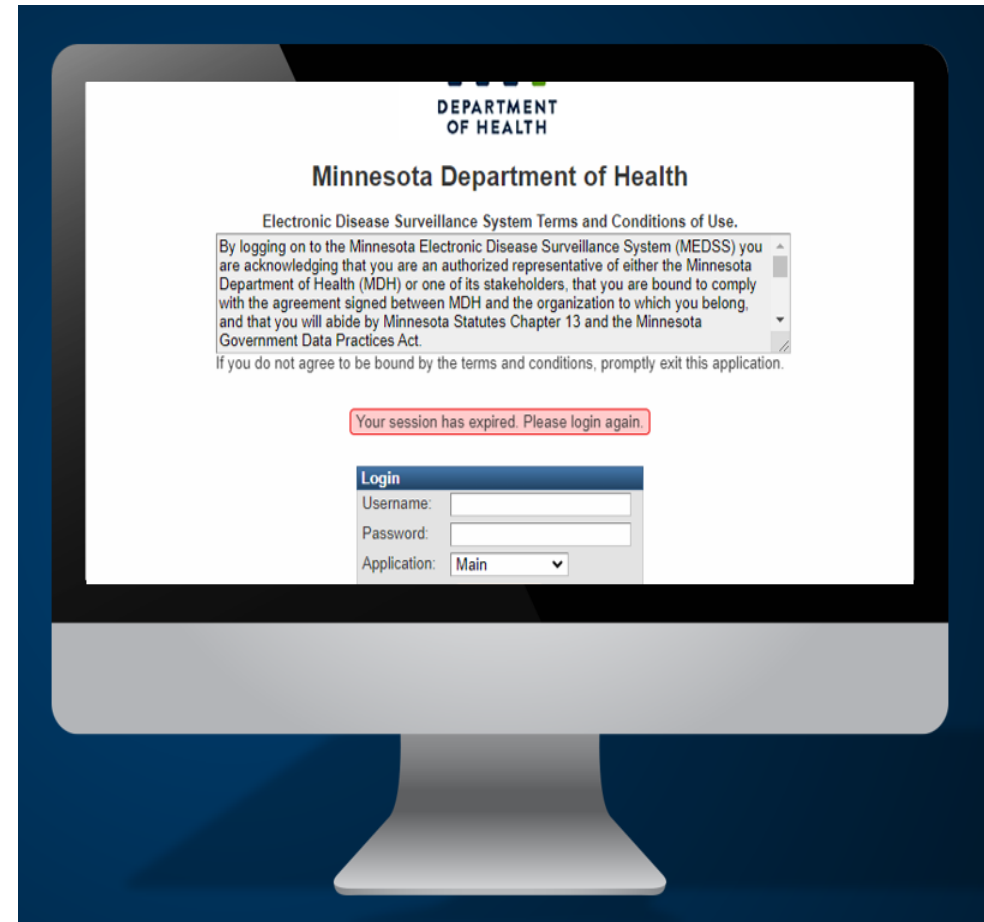 DEPARTMENT
OF HEALTH
Minnesota Department of Health
Electronic Disease Surveillance System Terms and Conditions of Use.
By logging on to the Minnesota Electronic Disease Surveillance System (MEDSS) you
are acknowledging that you are an authorized representative of either the Minnesota
Department of Health (MDH) or one of its stakeholders, that you are bound to comply
with the agreement signed between MDH and the organization to which you belong,
and that you will abide by Minnesota Statutes Chapter 13 and the Minnesota
Government Data Practices Act.
If you do not agree to be bound by the terms and conditions, promptly exit this application.
Your session has expired. Please login again.
Login
Username:
Password:
Application: Main